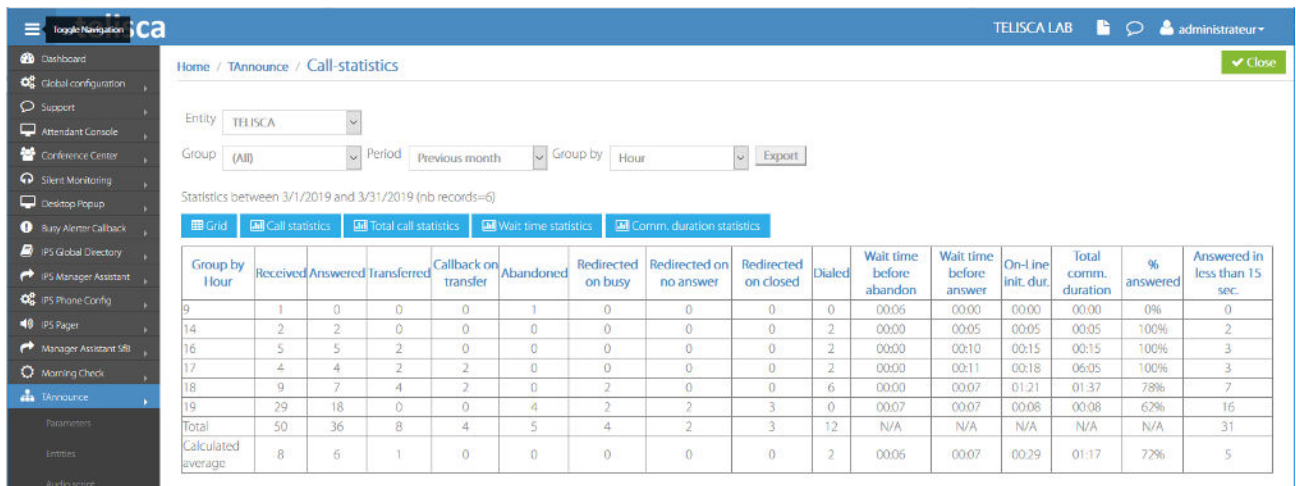 Toggle Navigation
TELISCA LAB administrateur
Dashboard
Global configuration
Support
Attendant Console
Conference Center
Silent Monitoring
Desktop Popup
Busy Alerter Callback
IPS Global Directory
IPS Manager Assistant
IPS Phone Config
IPS Pager
Manager Assistant SfB
Morning Check
TAnnounce
Parameters
Entities
Audio script
Home / TAnnounce / Call-statistics
Close
Entity TELISCA
Group (All) Period Previous month Group by Hour Export
Statistics between 3/1/2019 and 3/31/2019 (nb records=6)
Grid Call statistics Total call statistics Wait time statistics Comm. duration statistics
Group by Hour Received Answered Transferred Callback on transfer Abandoned Redirected on busy Redirected on no answer Redirected on closed Dialed Wait time before abandon Wait time before answer On-Line init. dur. Total comm. duration % answered Answered in less than 15 sec.
9 1 0 0 0 1 0 0 0 0 00:06 00:00 00:00 00:00 0% 0
14 2 2 0 0 0 0 0 0 2 00:00 00:05 00:05 00:05 100% 2
16 5 5 2 0 0 0 0 0 2 00:00 00:10 00:15 00:15 100% 3
17 4 4 2 2 0 0 0 0 2 00:00 00:11 00:18 06:05 100% 3
18 9 7 4 2 0 2 0 0 6 00:00 00:07 01:21 01:37 78% 7
19 29 18 0 0 4 2 2 3 0 00:07 00:07 00:08 00:08 62% 16
Total 50 36 8 4 5 4 2 3 12 N/A N/A N/A N/A N/A 31
Calculated average 8 6 1 0 0 0 0 0 2 00:06 00:07 00:29 01:17 72% 5